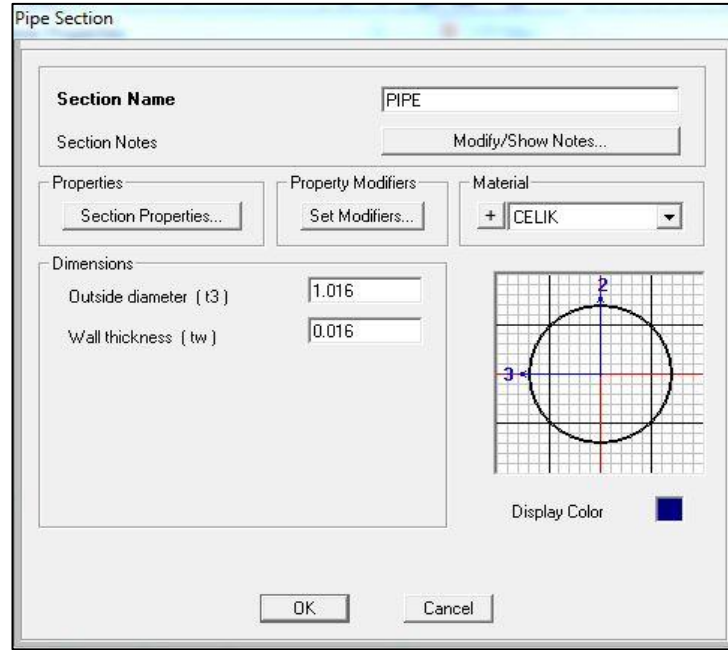 Pipe Section
Section Name PIPE
Section Notes Modify/Show Notes...
Properties Property Modifiers Material
Section Properties... Set Modifiers... + CELIK
Dimensions
Outside diameter ( t3 ) 1.016
Wall thickness ( tw ) 0.016
2
3
Display Color
OK Cancel